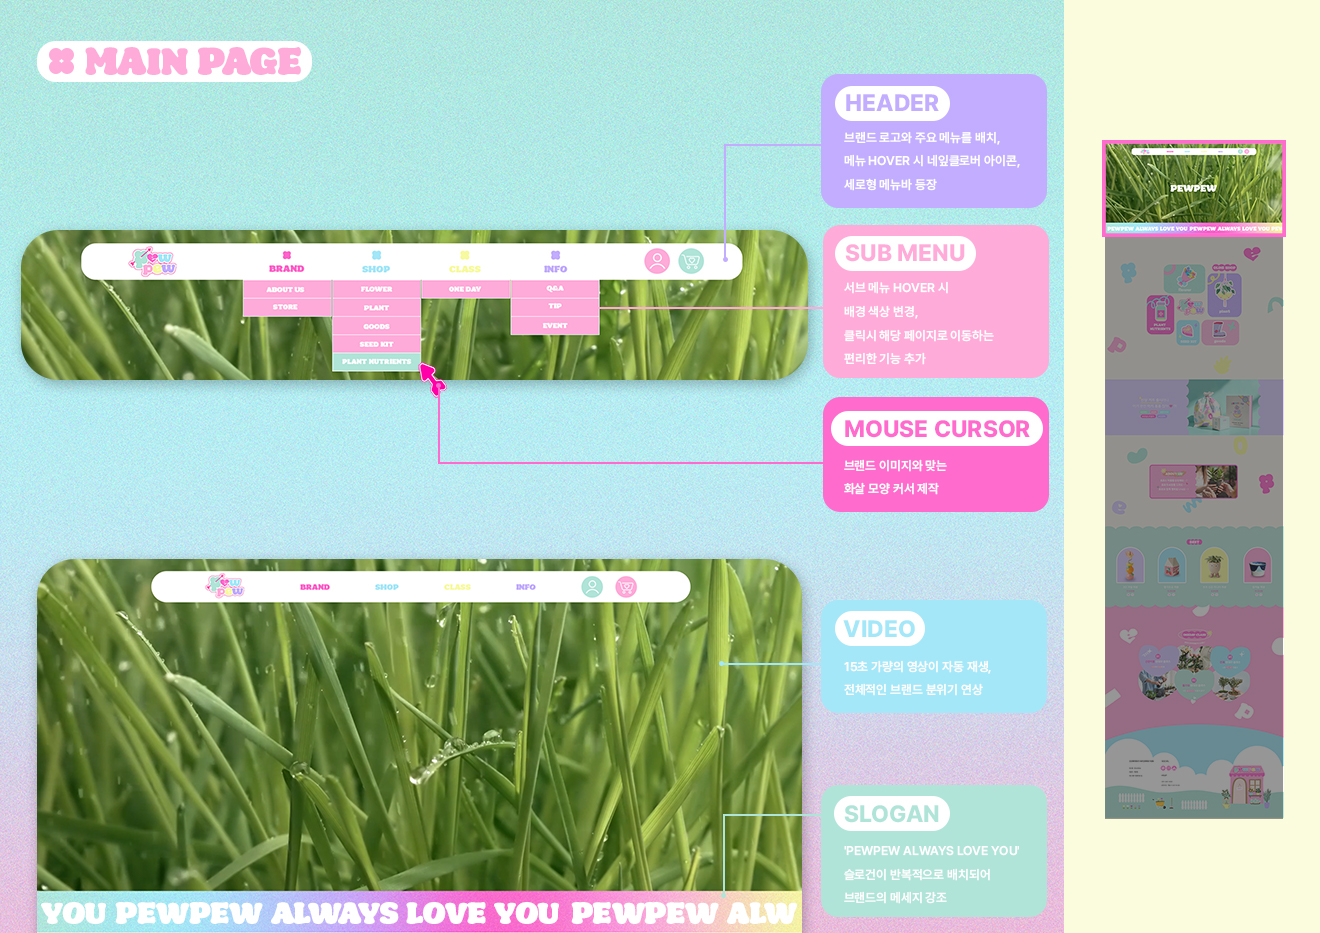 MAIN PAGE
HEADER
브랜드 로고와 주요 메뉴를 배치,
메뉴 HOVER 시 네잎클로버 아이콘,
세로형 메뉴바 등장
Pew
pew
BRAND
SHOP
CLASS
INFO
ABOUT US
STORE
FLOWER
PLANT
GOODS
SEED KIT
PLANT NUTRIENTS
ONE DAY
Q&A
TIP
EVENT
SUB MENU
서브 메뉴 HOVER 시
배경 색상 변경,
클릭시 해당 페이지로 이동하는
편리한 기능 추가
MOUSE CURSOR
브랜드 이미지와 맞는
화살 모양 커서 제작
Pew
pew
BRAND
SHOP
CLASS
INFO
VIDEO
15초 가량의 영상이 자동 재생,
전체적인 브랜드 분위기 연상
SLOGAN
'PEWPEW ALWAYS LOVE YOU'
슬로건이 반복적으로 배치되어
브랜드의 메세지 강조
YOU PEWPEW ALWAYS LOVE YOU PEWPEW ALW
PEWPEW
PEWPEW ALWAYS LOVE YOU PEWPEW ALWAYS LOVE YOU